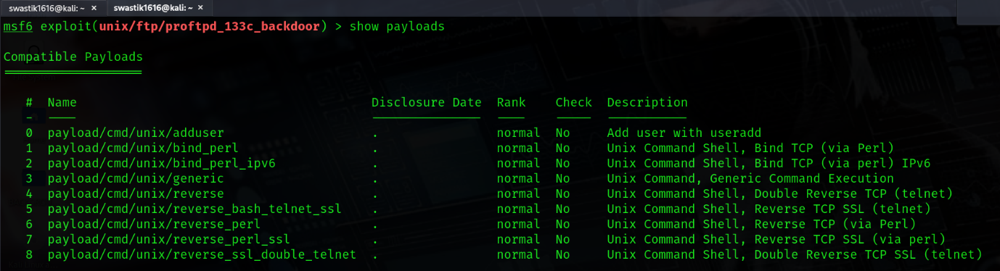 swastik1616@kali: ~ × swastik1616@kali: ~ ×
msf6 exploit(unix/ftp/proftpd_133c_backdoor) > show payloads
Compatible Payloads
===================
# Name Disclosure Date Rank Check Description
- ---- --------------- ---- ----- -----------
0 payload/cmd/unix/adduser . normal No Add user with useradd
1 payload/cmd/unix/bind_perl . normal No Unix Command Shell, Bind TCP (via Perl)
2 payload/cmd/unix/bind_perl_ipv6 . normal No Unix Command Shell, Bind TCP (via perl) IPv6
3 payload/cmd/unix/generic . normal No Unix Command, Generic Command Execution
4 payload/cmd/unix/reverse . normal No Unix Command Shell, Double Reverse TCP (telnet)
5 payload/cmd/unix/reverse_bash_telnet_ssl . normal No Unix Command Shell, Reverse TCP SSL (telnet)
6 payload/cmd/unix/reverse_perl . normal No Unix Command Shell, Reverse TCP (via Perl)
7 payload/cmd/unix/reverse_perl_ssl . normal No Unix Command Shell, Reverse TCP SSL (via perl)
8 payload/cmd/unix/reverse_ssl_double_telnet . normal No Unix Command Shell, Double Reverse TCP SSL (telnet)